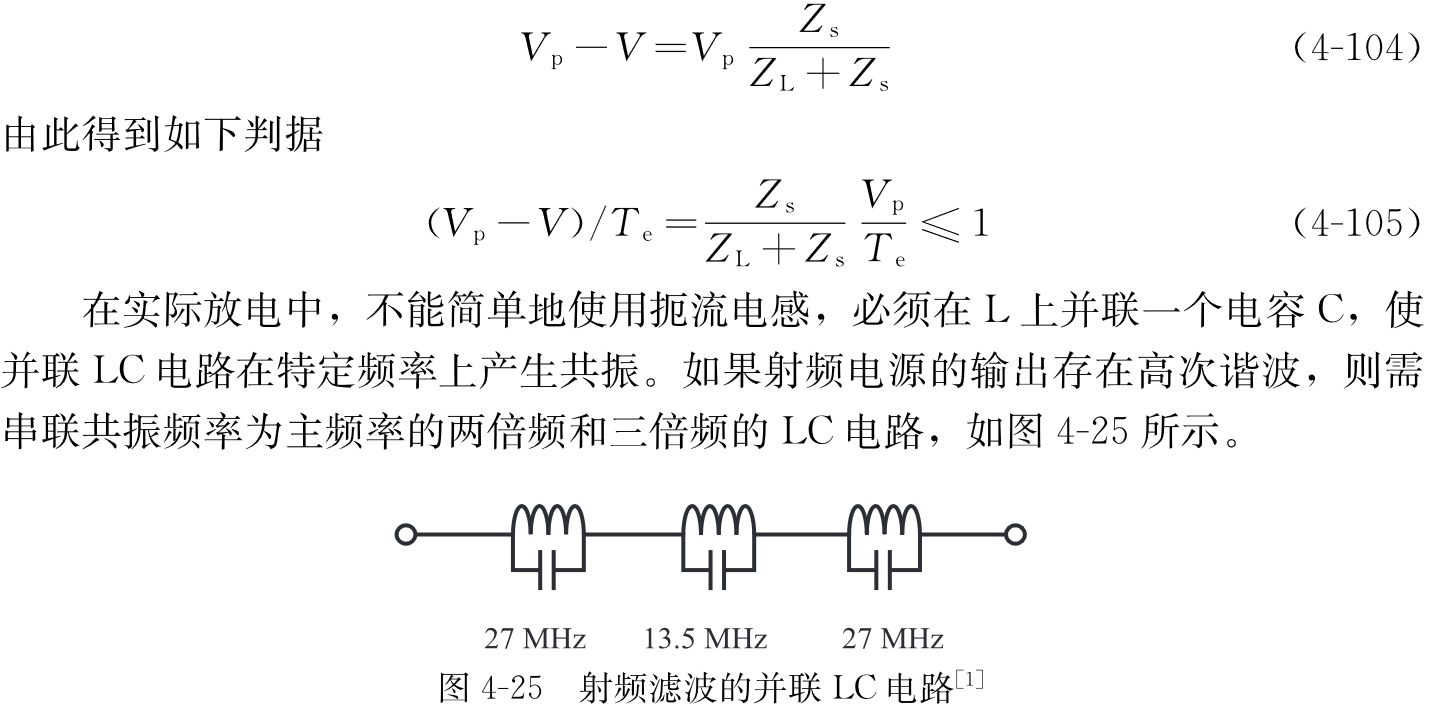 V_p − V = V_p \frac{Z_s}{Z_L + Z_s} （4-104）
由此得到如下判据
(V_p − V)/T_e = \frac{Z_s}{Z_L + Z_s} \frac{V_p}{T_e} ⩽ 1 （4-105）
在实际放电中，不能简单地使用扼流电感，必须在 L 上并联一个电容 C，使
并联 LC 电路在特定频率上产生共振。如果射频电源的输出存在高次谐波，则需
串联共振频率为主频率的两倍频和三倍频的 LC 电路，如图 4-25 所示。
27 MHz 13.5 MHz 27 MHz
图 4-25 射频滤波的并联 LC 电路[1]